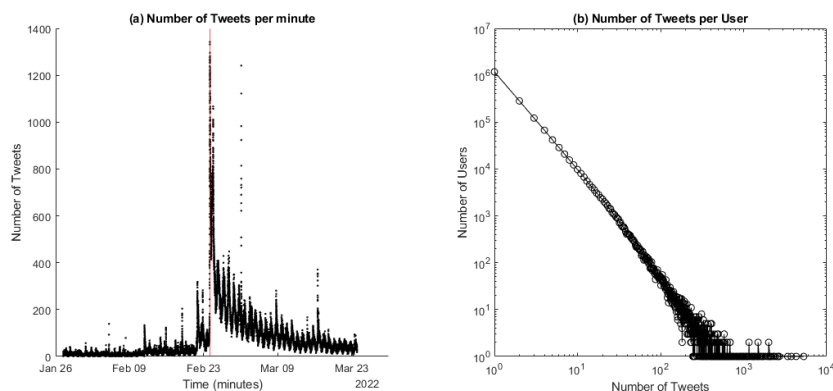 (a) Number of Tweets per minute
1400
1200
1000
800
600
400
200
0
Number of Tweets
Jan 26
Feb 09
Feb 23
Mar 09
Mar 23
Time (minutes)
2022
(b) Number of Tweets per User
10^7
10^6
10^5
10^4
10^3
10^2
10^1
10^0
Number of Users
10^0
10^1
10^2
10^3
10^4
Number of Tweets